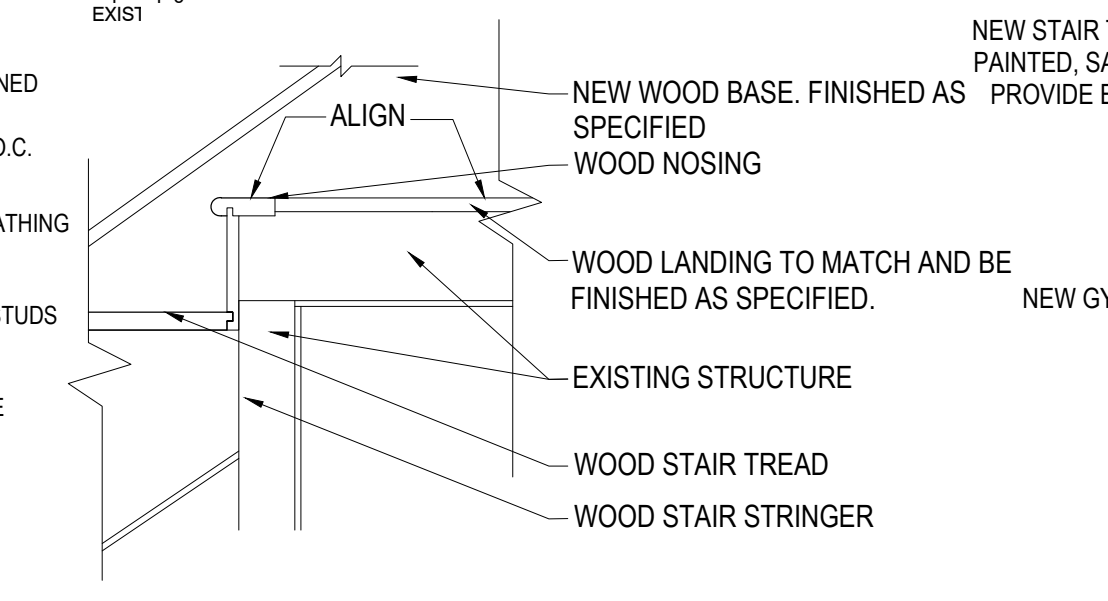 EXIST
NED
O.C.
ATHING
STUDS
E
ALIGN
NEW WOOD BASE. FINISHED AS
SPECIFIED
WOOD NOSING
WOOD LANDING TO MATCH AND BE
FINISHED AS SPECIFIED.
EXISTING STRUCTURE
WOOD STAIR TREAD
WOOD STAIR STRINGER
NEW STAIR
PAINTED, SA
PROVIDE
NEW GY